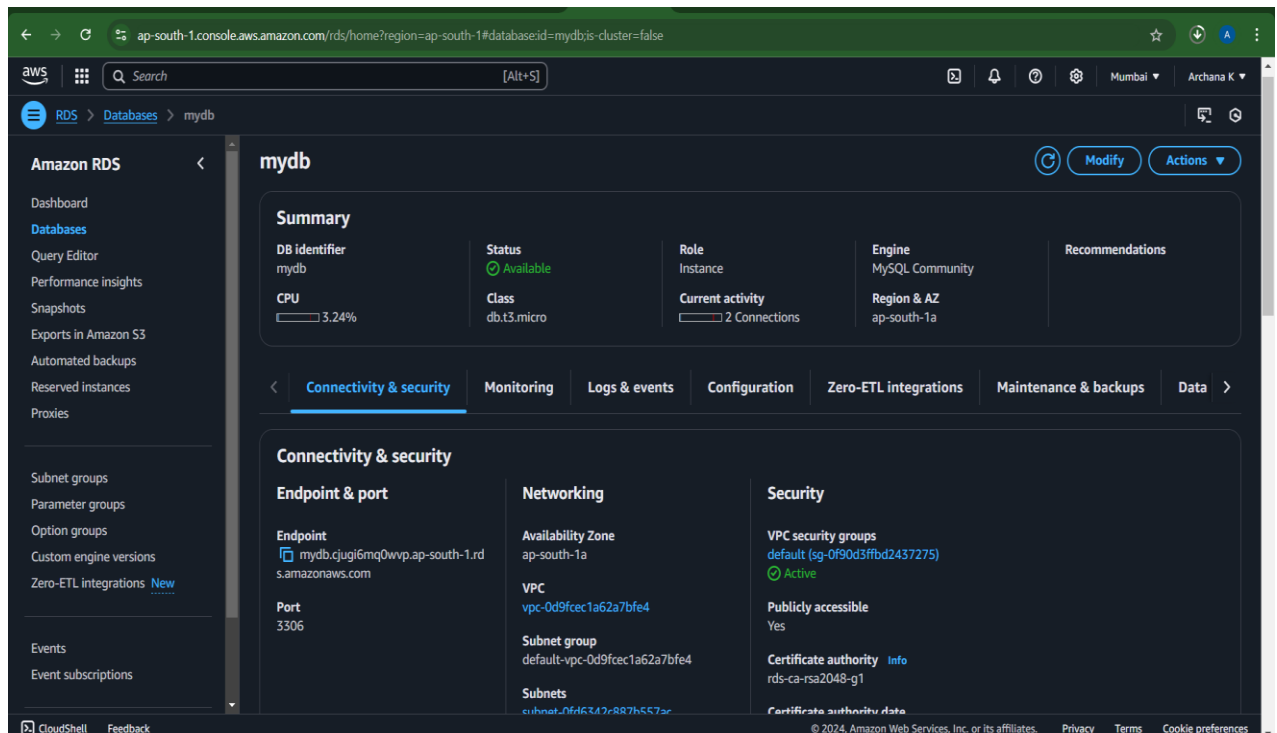 ap-south-1.console.aws.amazon.com/rds/home?region=ap-south-1#database:id=mydb;is-cluster=false
A
aws
Search [Alt+S]
Mumbai ▼
Archana K ▼
RDS > Databases > mydb
Amazon RDS
Dashboard
Databases
Query Editor
Performance insights
Snapshots
Exports in Amazon S3
Automated backups
Reserved instances
Proxies
Subnet groups
Parameter groups
Option groups
Custom engine versions
Zero-ETL integrations New
Events
Event subscriptions
mydb
Modify
Actions ▼
Summary
DB identifier
mydb
Status
Available
Role
Instance
Engine
MySQL Community
Recommendations
CPU
3.24%
Class
db.t3.micro
Current activity
2 Connections
Region & AZ
ap-south-1a
Connectivity & security
Monitoring
Logs & events
Configuration
Zero-ETL integrations
Maintenance & backups
Data
Connectivity & security
Endpoint & port
Endpoint
mydb.cjugi6mq0wvp.ap-south-1.rd
s.amazonaws.com
Port
3306
Networking
Availability Zone
ap-south-1a
VPC
vpc-0d9fcec1a62a7bfe4
Subnet group
default-vpc-0d9fcec1a62a7bfe4
Subnets
subnet-0fd6342c887b557ac
Security
VPC security groups
default (sg-0f90d3ffbd2437275)
Active
Publicly accessible
Yes
Certificate authority Info
rds-ca-rsa2048-g1
Certificate authority date
CloudShell
Feedback
© 2024, Amazon Web Services, Inc. or its affiliates.
Privacy
Terms
Cookie preferences